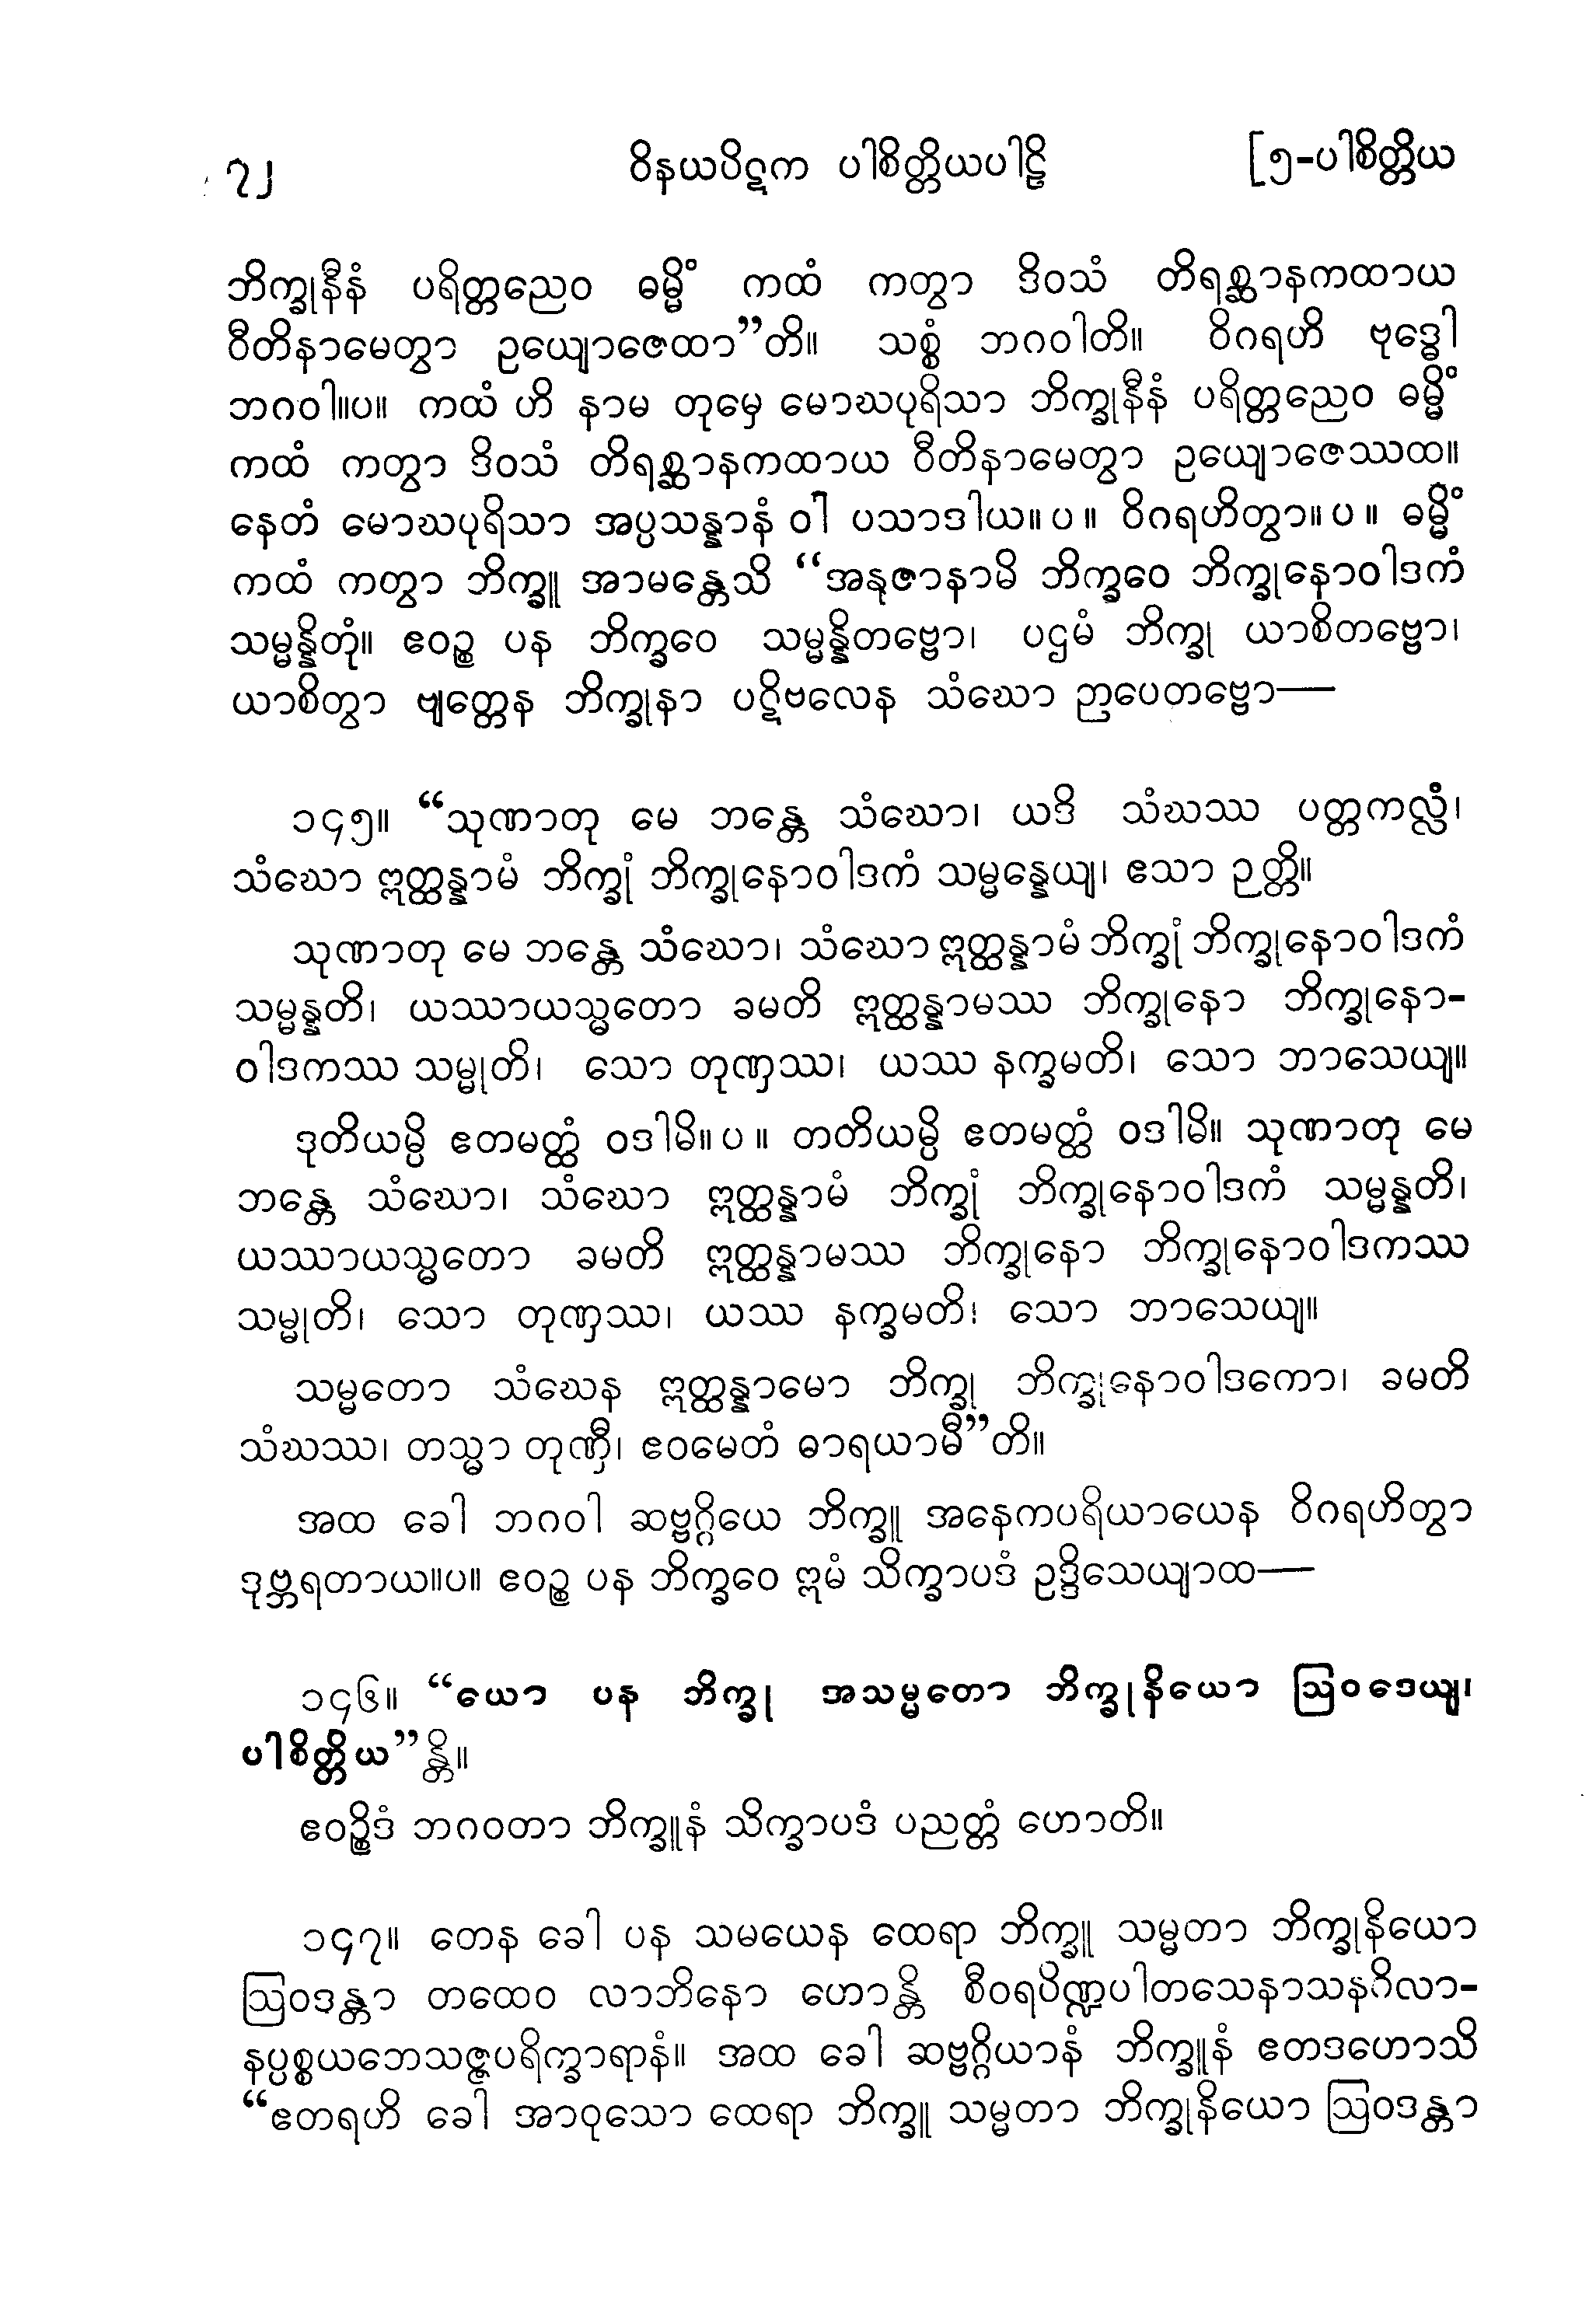 ၇၂ ဝိနယပိဋက ပါစိတ္တိယပါဠိ [၅-ပါစိတ္တိယ
ဘိက္ခုနီနံ ပရိတ္တညေဝ ဓမ္မိံ ကထံ ကတွာ ဒိဝသံ တိရစ္ဆာနကထာယ
ဝီတိနာမေတွာ ဥယျောဇေထာ”တိ။ သစ္စံ ဘဂဝါတိ။ ဝိဂရဟိ ဗုဒ္ဓေါ
ဘဂဝါ။ပ။ ကထံ ဟိ နာမ တုမှေ မောဃပုရိသာ ဘိက္ခုနီနံ ပရိတ္တညေဝ ဓမ္မိံ
ကထံ ကတွာ ဒိဝသံ တိရစ္ဆာနကထာယ ဝီတိနာမေတွာ ဥယျောဇေဿထ။
နေတံ မောဃပုရိသာ အပ္ပသန္နာနံ ဝါ ပသာဒါယ။ပ။ ဝိဂရဟိတွာ။ပ။ ဓမ္မိံ
ကထံ ကတွာ ဘိက္ခူ အာမန္တေသိ “အနုဇာနာမိ ဘိက္ခဝေ ဘိက္ခုနောဝါဒကံ
သမ္မန္နိတုံ။ ဧဝဉ္စ ပန ဘိက္ခဝေ သမ္မန္နိတဗ္ဗော၊ ပဌမံ ဘိက္ခု ယာစိတဗ္ဗော၊
ယာစိတွာ ဗျတ္တေန ဘိက္ခုနာ ပဋိဗလေန သံဃော ဉာပေတဗ္ဗော—
၁၄၅။ “သုဏာတု မေ ဘန္တေ သံဃော၊ ယဒိ သံဃဿ ပတ္တကလ္လံ၊
သံဃော ဣတ္ထန္နာမံ ဘိက္ခုံ ဘိက္ခုနောဝါဒကံ သမ္မန္နေယျ၊ ဧသာ ဉတ္တိ။
သုဏာတု မေ ဘန္တေ သံဃော၊ သံဃော ဣတ္ထန္နာမံ ဘိက္ခုံ ဘိက္ခုနောဝါဒကံ
သမ္မန္နတိ၊ ယဿာယသ္မတော ခမတိ ဣတ္ထန္နာမဿ ဘိက္ခုနော ဘိက္ခုနော-
ဝါဒကဿ သမ္မုတိ၊ သော တုဏှဿ၊ ယဿ နက္ခမတိ၊ သော ဘာသေယျ။
ဒုတိယမ္ပိ ဧတမတ္ထံ ဝဒါမိ။ပ။ တတိယမ္ပိ ဧတမတ္ထံ ဝဒါမိ။ သုဏာတု မေ
ဘန္တေ သံဃော၊ သံဃော ဣတ္ထန္နာမံ ဘိက္ခုံ ဘိက္ခုနောဝါဒကံ သမ္မန္နတိ၊
ယဿာယသ္မတော ခမတိ ဣတ္ထန္နာမဿ ဘိက္ခုနော ဘိက္ခုနောဝါဒကဿ
သမ္မုတိ၊ သော တုဏှဿ၊ ယဿ နက္ခမတိ၊ သော ဘာသေယျ။
သမ္မတော သံဃေန ဣတ္ထန္နာမော ဘိက္ခု ဘိက္ခုနောဝါဒကော၊ ခမတိ
သံဃဿ၊ တသ္မာ တုဏှီ၊ ဧဝမေတံ ဓာရယာမီ”တိ။
အထ ခေါ ဘဂဝါ ဆဗ္ဗဂ္ဂိယေ ဘိက္ခူ အနေကပရိယာယေန ဝိဂရဟိတွာ
ဒုဗ္ဘရတာယ။ပ။ ဧဝဉ္စ ပန ဘိက္ခဝေ ဣမံ သိက္ခာပဒံ ဥဒ္ဒိသေယျာထ—
၁၄၆။ “ယော ပန ဘိက္ခု အသမ္မတော ဘိက္ခုနိယော ဩဝဒေယျ၊
ပါစိတ္တိယ”န္တိ။
ဧဝဉ္စိဒံ ဘဂဝတာ ဘိက္ခူနံ သိက္ခာပဒံ ပညတ္တံ ဟောတိ။
၁၄၇။ တေန ခေါ ပန သမယေန ထေရာ ဘိက္ခူ သမ္မတာ ဘိက္ခုနိယော
ဩဝဒန္တာ တထေဝ လာဘိနော ဟောန္တိ စီဝရပိဏ္ဍပါတသေနာသနဂိလာ-
နပ္ပစ္စယဘေသဇ္ဇပရိက္ခာရာနံ။ အထ ခေါ ဆဗ္ဗဂ္ဂိယာနံ ဘိက္ခူနံ ဧတဒဟောသိ
“ဧတရဟိ ခေါ အာဝုသော ထေရာ ဘိက္ခူ သမ္မတာ ဘိက္ခုနိယော ဩဝဒန္တာ